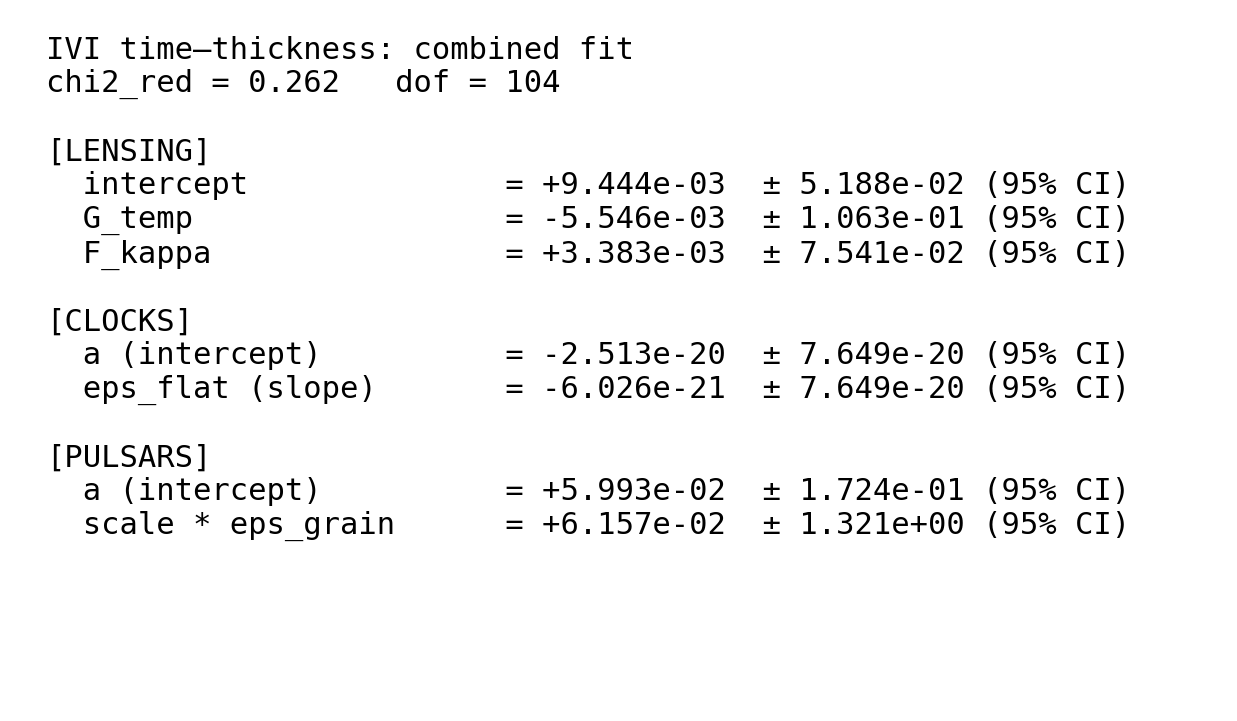 IVI time–thickness: combined fit
chi2_red = 0.262   dof = 104
[LENSING]
  intercept              = +9.444e-03  ± 5.188e-02 (95% CI)
  G_temp                 = -5.546e-03  ± 1.063e-01 (95% CI)
  F_kappa                = +3.383e-03  ± 7.541e-02 (95% CI)
[CLOCKS]
  a (intercept)          = -2.513e-20  ± 7.649e-20 (95% CI)
  eps_flat (slope)       = -6.026e-21  ± 7.649e-20 (95% CI)
[PULSARS]
  a (intercept)          = +5.993e-02  ± 1.724e-01 (95% CI)
  scale * eps_grain      = +6.157e-02  ± 1.321e+00 (95% CI)